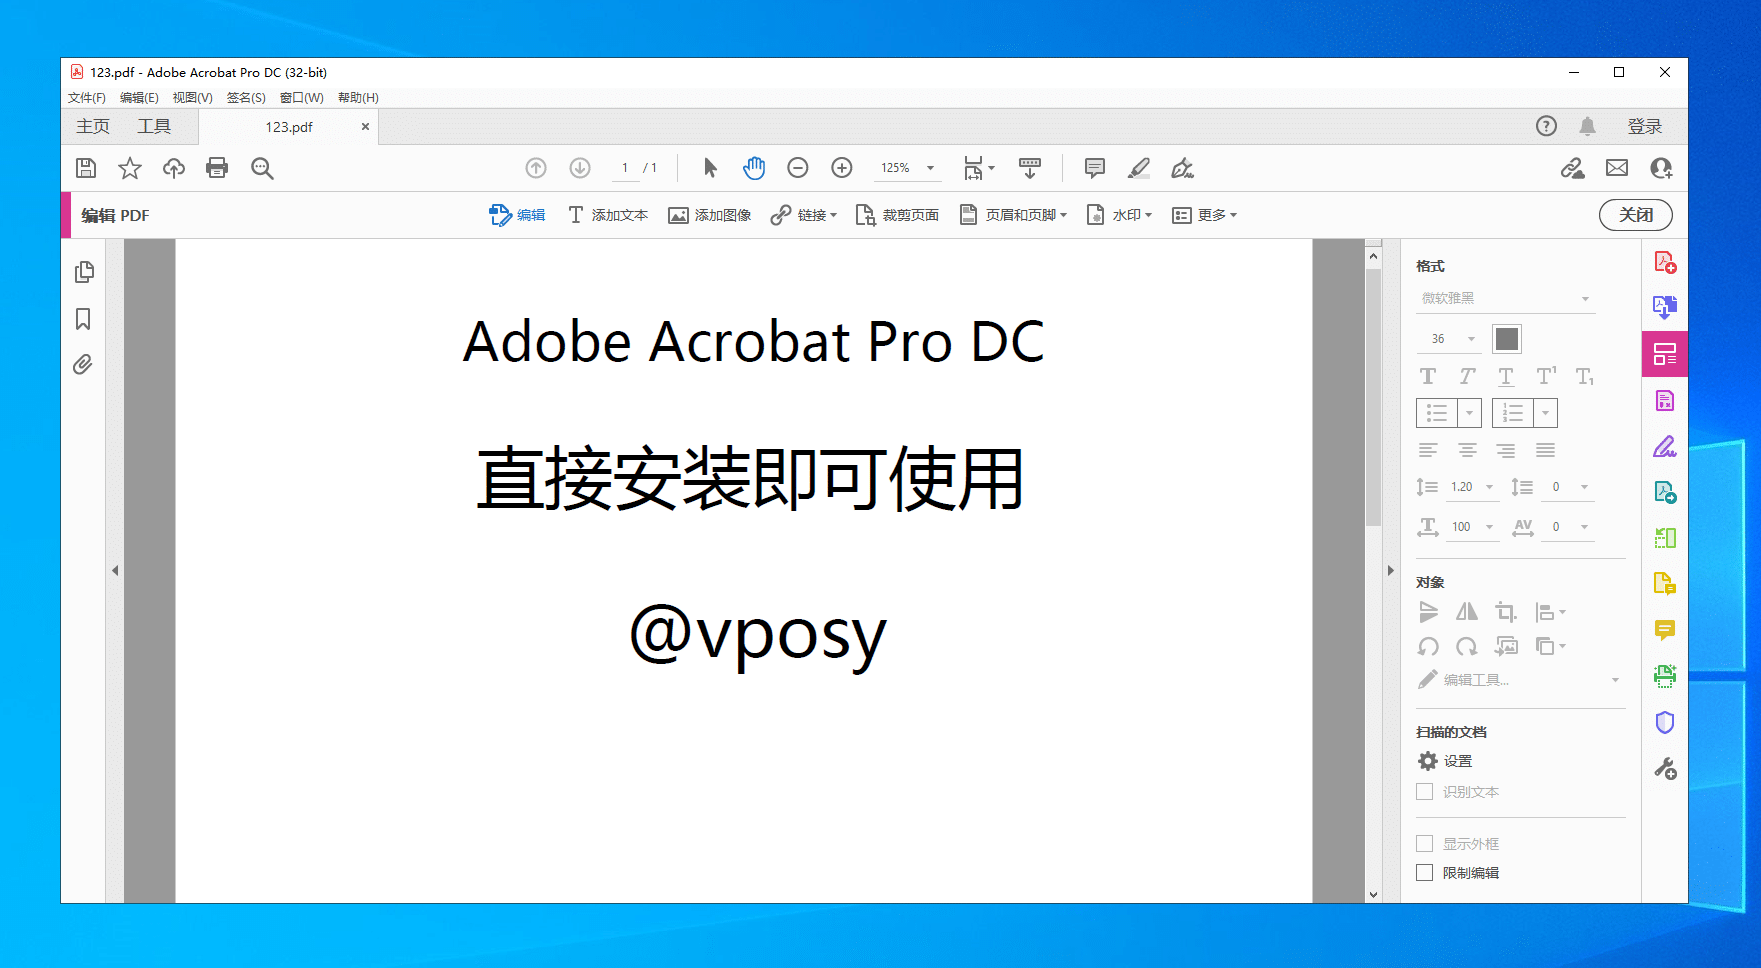 123.pdf - Adobe Acrobat Pro DC (32-bit)
文件(F) 编辑(E) 视图(V) 签名(S) 窗口(W) 帮助(H)
主页 工具 123.pdf 登录
1 / 1 125%
编辑 PDF 编辑 添加文本 添加图像 链接 裁剪页面 页眉和页脚 水印 更多 关闭
Adobe Acrobat Pro DC
直接安装即可使用
@vposy
格式
微软雅黑
36
1.20 0
100 0
对象
编辑工具...
扫描的文档
设置
识别文本
显示外框
限制编辑